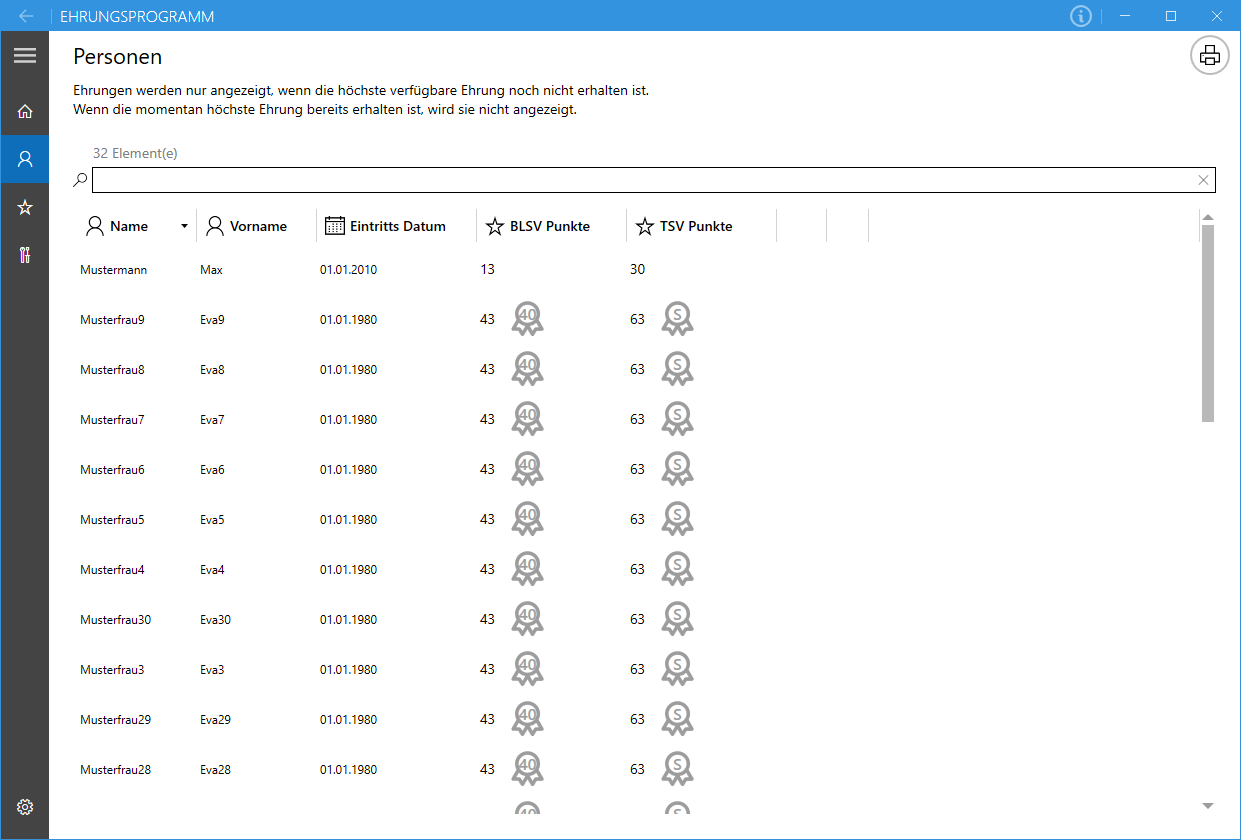 EHRUNGSPROGRAMM
Personen
Ehrungen werden nur angezeigt, wenn die höchste verfügbare Ehrung noch nicht erhalten ist.
Wenn die momentan höchste Ehrung bereits erhalten ist, wird sie nicht angezeigt.
32 Element(e)
Name Vorname Eintritts Datum BLSV Punkte TSV Punkte
Mustermann Max 01.01.2010 13 30
Musterfrau9 Eva9 01.01.1980 43 40 63 S
Musterfrau8 Eva8 01.01.1980 43 40 63 S
Musterfrau7 Eva7 01.01.1980 43 40 63 S
Musterfrau6 Eva6 01.01.1980 43 40 63 S
Musterfrau5 Eva5 01.01.1980 43 40 63 S
Musterfrau4 Eva4 01.01.1980 43 40 63 S
Musterfrau30 Eva30 01.01.1980 43 40 63 S
Musterfrau3 Eva3 01.01.1980 43 40 63 S
Musterfrau29 Eva29 01.01.1980 43 40 63 S
Musterfrau28 Eva28 01.01.1980 43 40 63 S